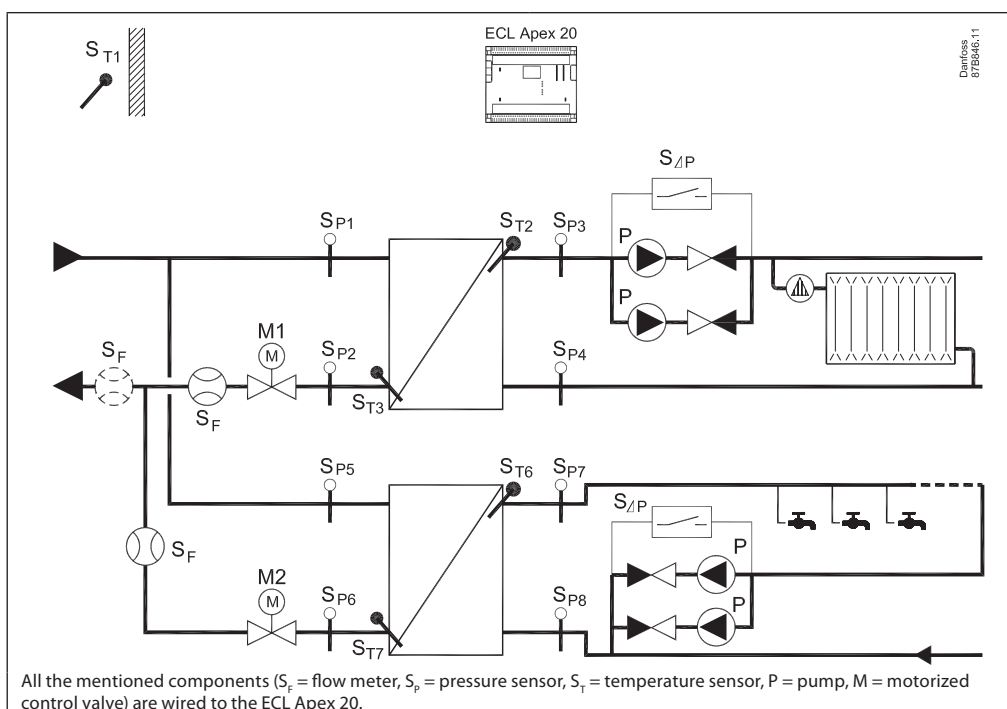 ECL Apex 20
Danfoss
87B846.11
ST1
SΔP
SP1
ST2
SP3
P
P
M1
M
SF
SF
SP2
ST3
SP4
SP5
ST6
SP7
SΔP
P
P
SF
M2
M
SP6
ST7
SP8
All the mentioned components (SF = flow meter, SP = pressure sensor, ST = temperature sensor, P = pump, M = motorized
control valve) are wired to the ECL Apex 20.